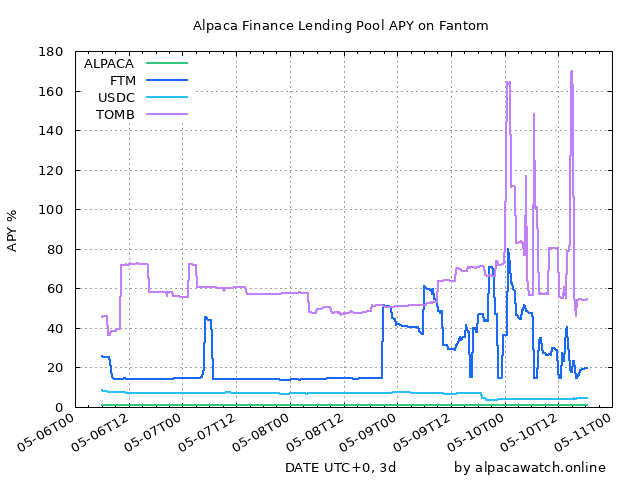 Alpaca Finance Lending Pool APY on Fantom
180
160
140
120
100
80
60
40
20
0
APY %
ALPACA
FTM
USDC
TOMB
05-06T00
05-06T12
05-07T00
05-07T12
05-08T00
05-08T12
05-09T00
05-09T12
05-10T00
05-10T12
05-11T00
DATE UTC+0, 3d
by alpacawatch.online